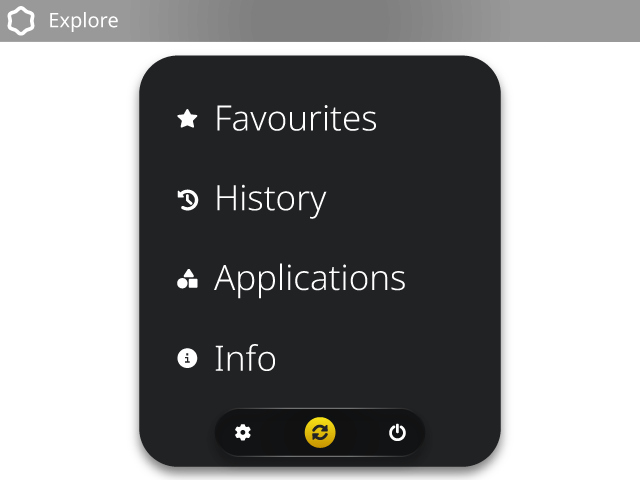 Explore
Favourites
History
Applications
Info